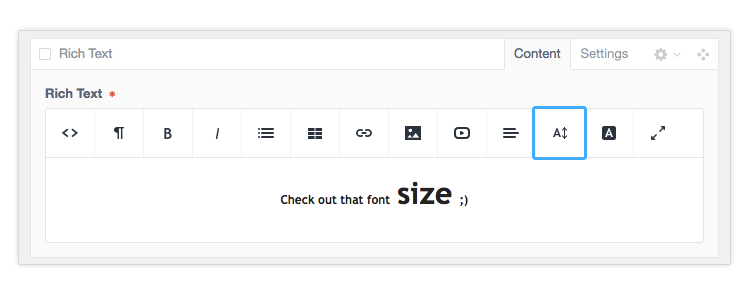 Rich Text Content Settings
Rich Text *
<> ¶ B I A↕ A
Check out that font size ;)